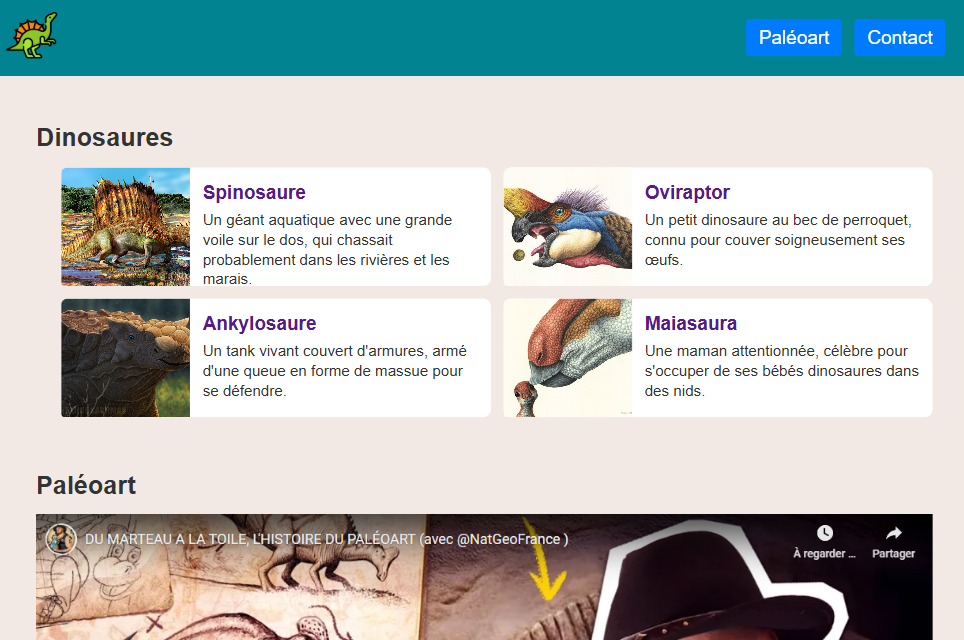 Paléoart
Contact
Dinosaures
Spinosaure
Un géant aquatique avec une grande
voile sur le dos, qui chassait
probablement dans les rivières et les
marais.
Oviraptor
Un petit dinosaure au bec de perroquet,
connu pour couver soigneusement ses
œufs.
Ankylosaure
Un tank vivant couvert d'armures, armé
d'une queue en forme de massue pour
se défendre.
Maiasaura
Une maman attentionnée, célèbre pour
s'occuper de ses bébés dinosaures dans
des nids.
Paléoart
DU MARTEAU A LA TOILE, L'HISTOIRE DU PALÉOART (avec @NatGeoFrance )
À regarder ...
Partager